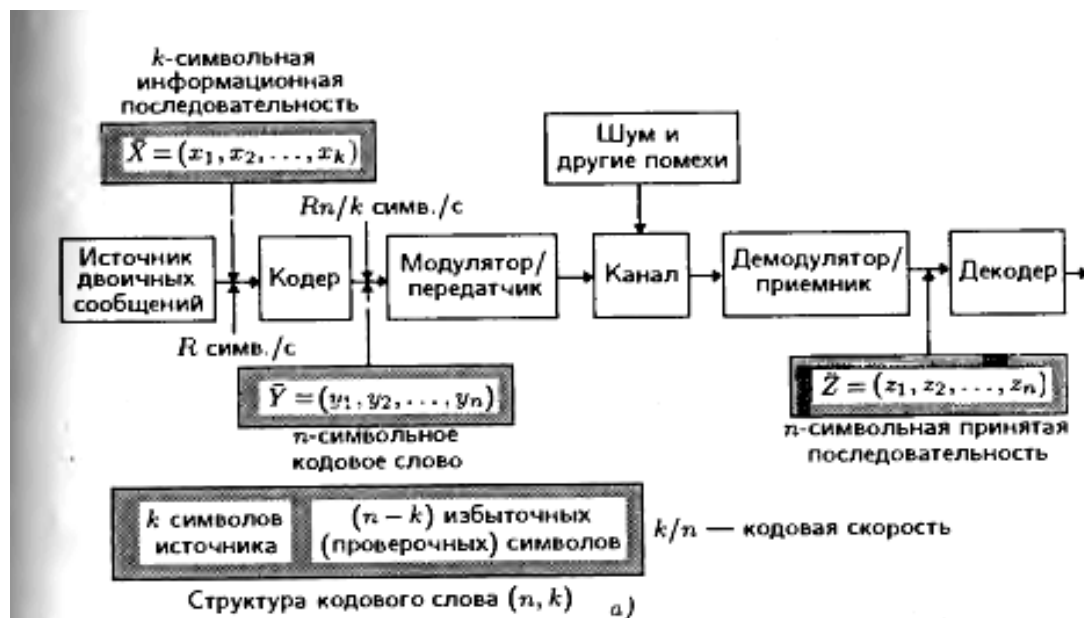 k-символьная
информационная
последовательность
X̄ = (x₁, x₂, ..., xₖ)
Шум и
другие помехи
Rn/k симв./с
Источник
двоичных
сообщений
Кодер
Модулятор/
передатчик
Канал
Демодулятор/
приемник
Декодер
R симв./с
Ȳ = (y₁, y₂, ..., yₙ)
n-символьное
кодовое слово
Z̄ = (z₁, z₂, ..., zₙ)
n-символьная принятая
последовательность
k символов
источника
(n − k) избыточных
(проверочных) символов
k/n — кодовая скорость
Структура кодового слова (n, k)
а)